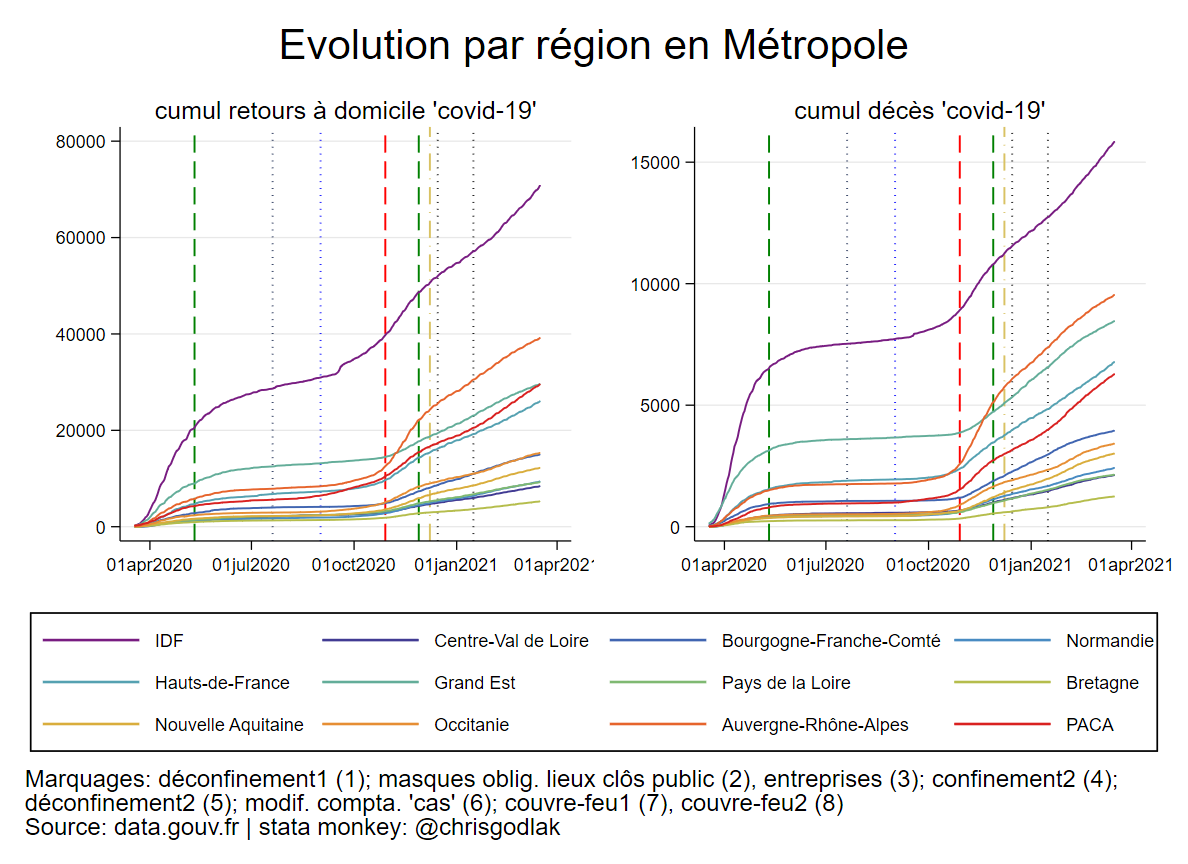 Evolution par région en Métropole
cumul retours à domicile 'covid-19'
80000
60000
40000
20000
0
01apr2020 01jul2020 01oct2020 01jan2021 01apr2021
cumul décès 'covid-19'
15000
10000
5000
0
01apr2020 01jul2020 01oct2020 01jan2021 01apr2021
IDF Centre-Val de Loire Bourgogne-Franche-Comté Normandie
Hauts-de-France Grand Est Pays de la Loire Bretagne
Nouvelle Aquitaine Occitanie Auvergne-Rhône-Alpes PACA
Marquages: déconfinement1 (1); masques oblig. lieux clôs public (2), entreprises (3); confinement2 (4);
déconfinement2 (5); modif. compta. 'cas' (6); couvre-feu1 (7), couvre-feu2 (8)
Source: data.gouv.fr | stata monkey: @chrisgodlak